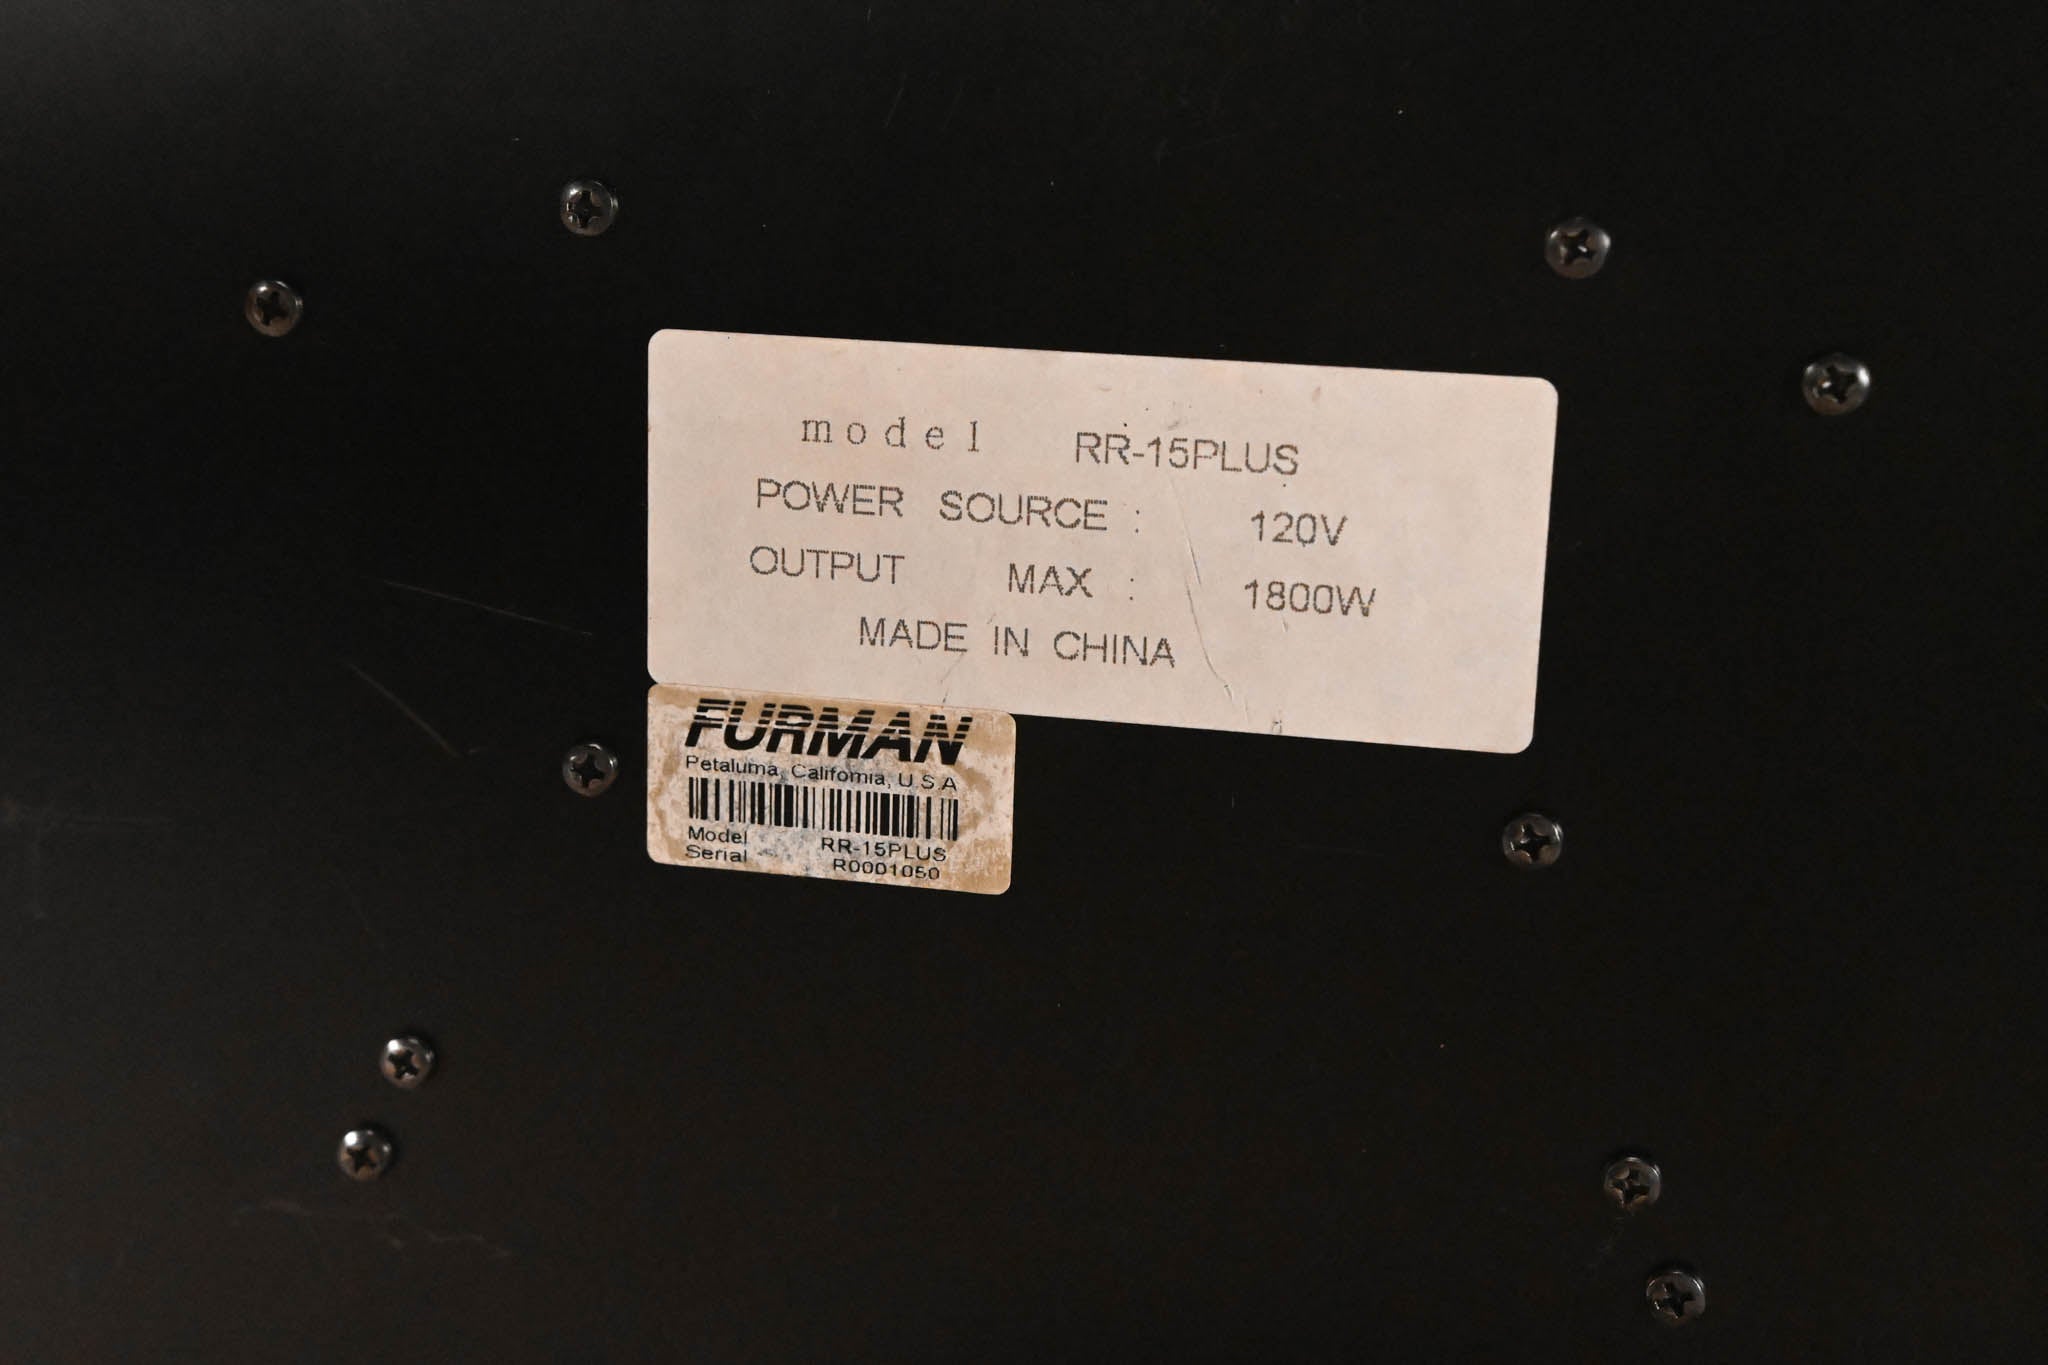 model RR-15PLUS
POWER SOURCE : 120V
OUTPUT MAX : 1800W
MADE IN CHINA
FURMAN
Petaluma, California, U.S.A
Model RR-15PLUS
Serial R0001050